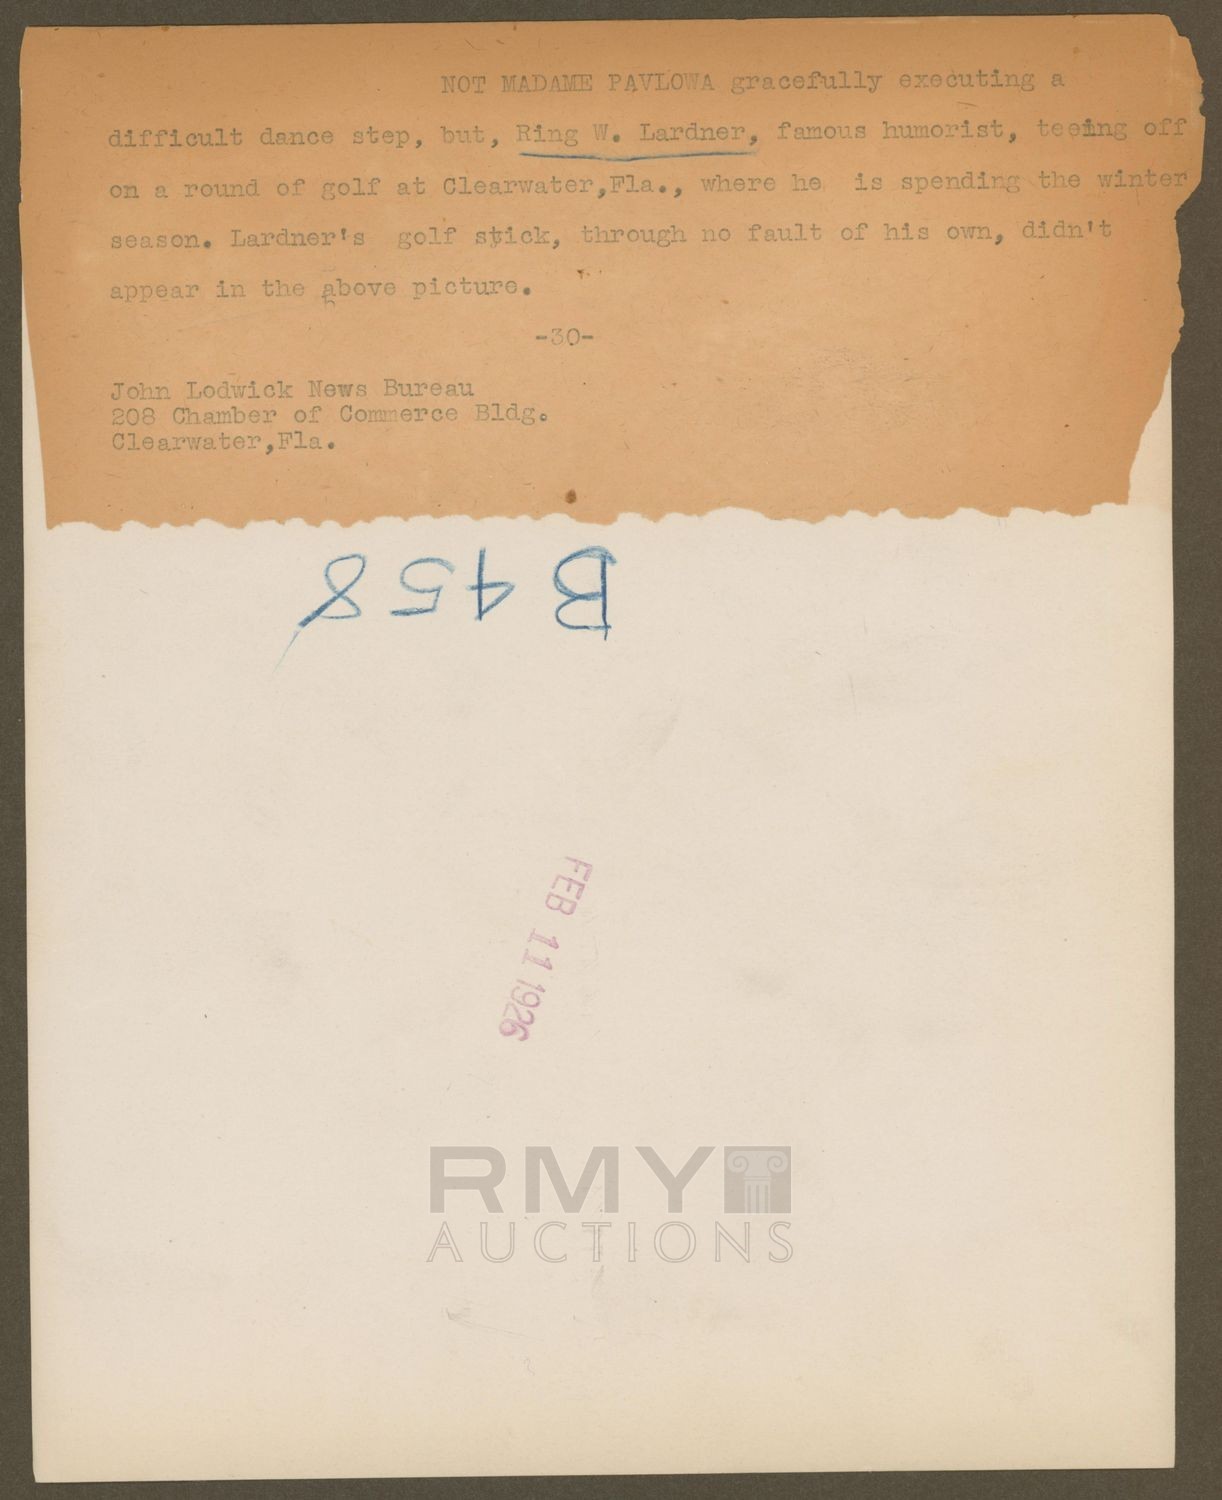 NOT MADAME PAVLOWA gracefully executing a
difficult dance step, but, Ring W. Lardner, famous humorist, teeing off
on a round of golf at Clearwater,Fla., where he is spending the winter
season. Lardner's golf stick, through no fault of his own, didn't
appear in the above picture.
-30-
John Lodwick News Bureau
208 Chamber of Commerce Bldg.
Clearwater,Fla.
B 458
FEB 11 1926
RMY
AUCTIONS